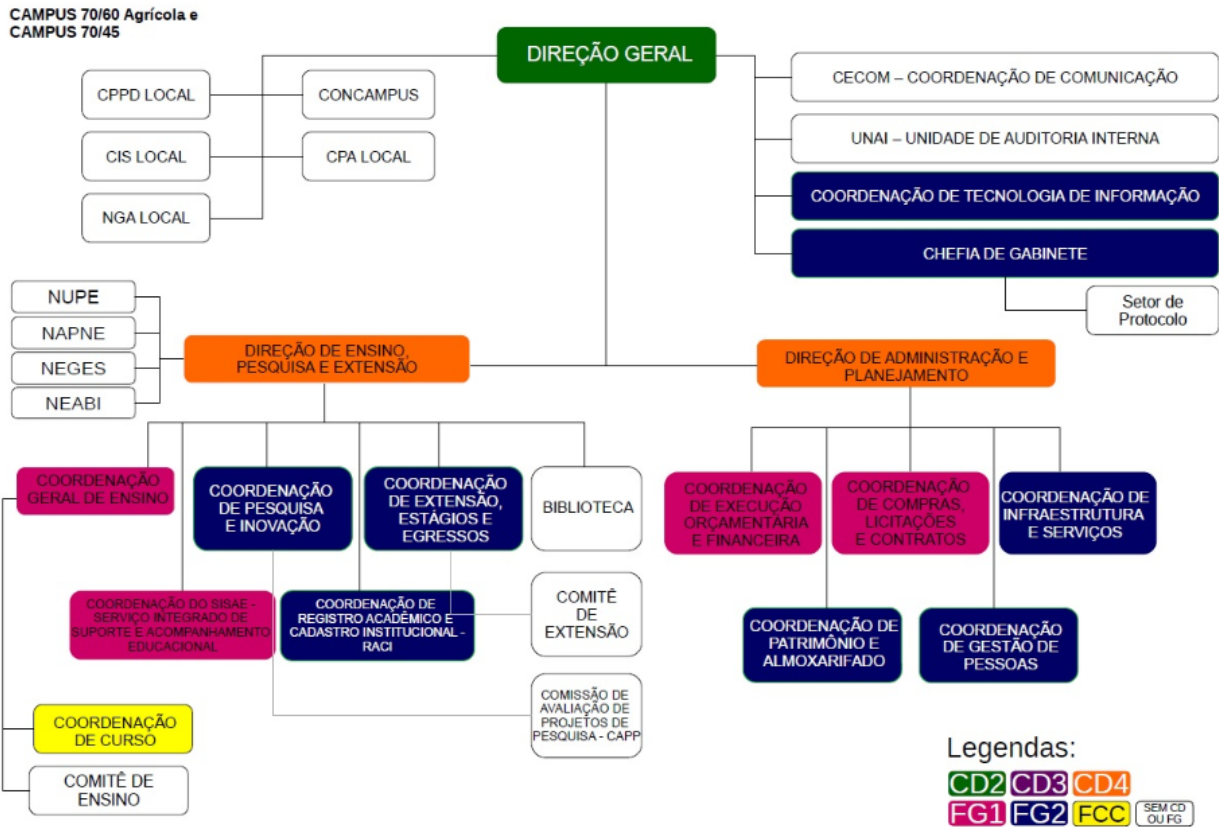 CAMPUS 70/60 Agrícola e
CAMPUS 70/45
DIREÇÃO GERAL
CPPD LOCAL
CONCAMPUS
CIS LOCAL
CPA LOCAL
NGA LOCAL
CECOM – COORDENAÇÃO DE COMUNICAÇÃO
UNAI – UNIDADE DE AUDITORIA INTERNA
COORDENAÇÃO DE TECNOLOGIA DE INFORMAÇÃO
CHEFIA DE GABINETE
Setor de
Protocolo
NUPE
NAPNE
NEGES
NEABI
DIREÇÃO DE ENSINO,
PESQUISA E EXTENSÃO
DIREÇÃO DE ADMINISTRAÇÃO E
PLANEJAMENTO
COORDENAÇÃO
GERAL DE ENSINO
COORDENAÇÃO
DE PESQUISA
E INOVAÇÃO
COORDENAÇÃO
DE EXTENSÃO,
ESTÁGIOS E
EGRESSOS
BIBLIOTECA
COORDENAÇÃO
DE EXECUÇÃO
ORÇAMENTÁRIA
E FINANCEIRA
COORDENAÇÃO
DE COMPRAS,
LICITAÇÕES
E CONTRATOS
COORDENAÇÃO DE
INFRAESTRUTURA
E SERVIÇOS
COORDENAÇÃO DO SISAE -
SERVIÇO INTEGRADO DE
SUPORTE E ACOMPANHAMENTO
EDUCACIONAL
COORDENAÇÃO DE
REGISTRO ACADÊMICO E
CADASTRO INSTITUCIONAL -
RACI
COMITÊ
DE
EXTENSÃO
COORDENAÇÃO DE
PATRIMÔNIO E
ALMOXARIFADO
COORDENAÇÃO
DE GESTÃO DE
PESSOAS
COMISSÃO DE
AVALIAÇÃO DE
PROJETOS DE
PESQUISA - CAPP
COORDENAÇÃO
DE CURSO
COMITÊ DE
ENSINO
Legendas:
CD2 CD3 CD4
FG1 FG2 FCC SEM CD
OU FG